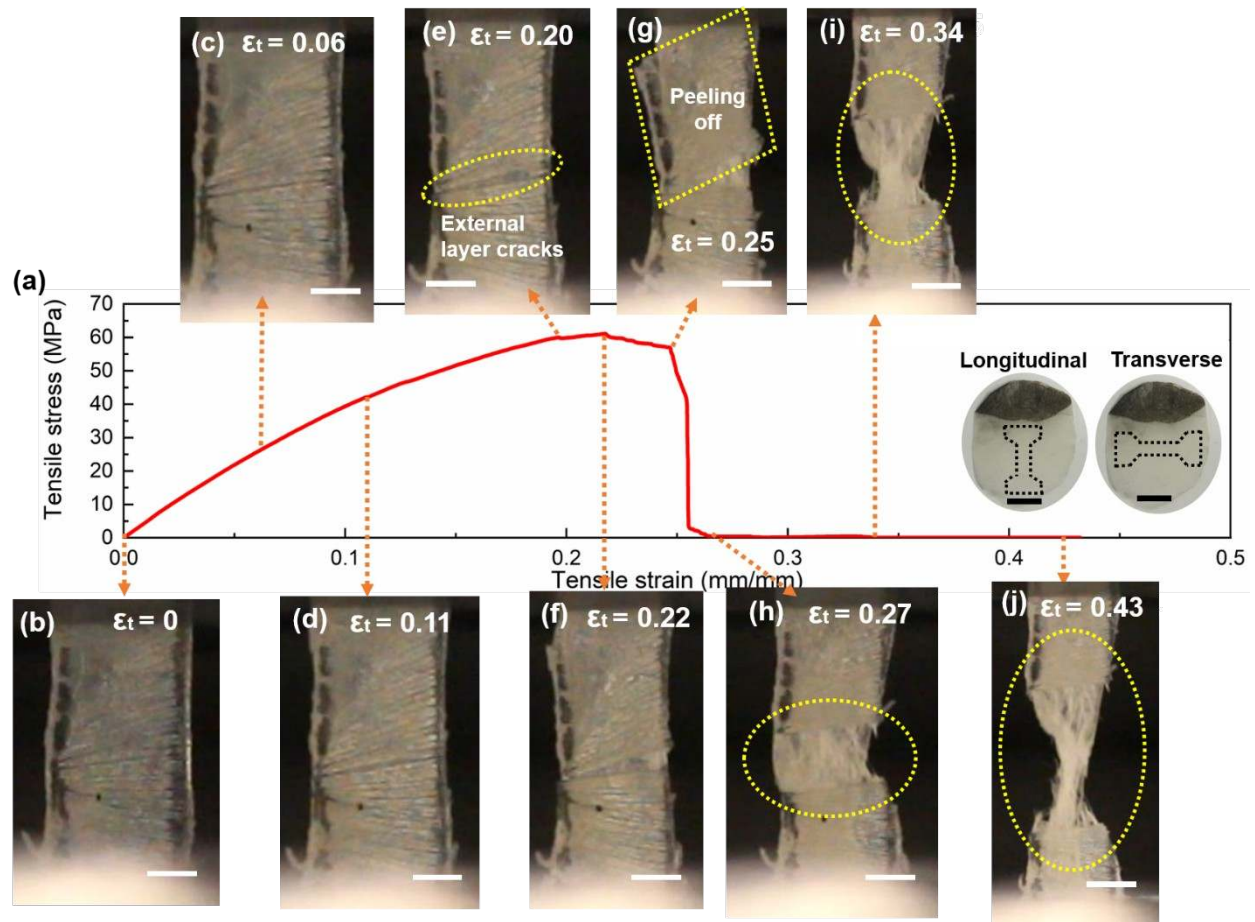 (c) εt = 0.06
(e) εt = 0.20
External
layer cracks
(g)
Peeling
off
εt = 0.25
(i) εt = 0.34
(a)
Tensile stress (MPa)
70
60
50
40
30
20
10
0
0.0 0.1 0.2 0.3 0.4 0.5
Tensile strain (mm/mm)
Longitudinal Transverse
(b) εt = 0
(d) εt = 0.11
(f) εt = 0.22
(h) εt = 0.27
(j) εt = 0.43